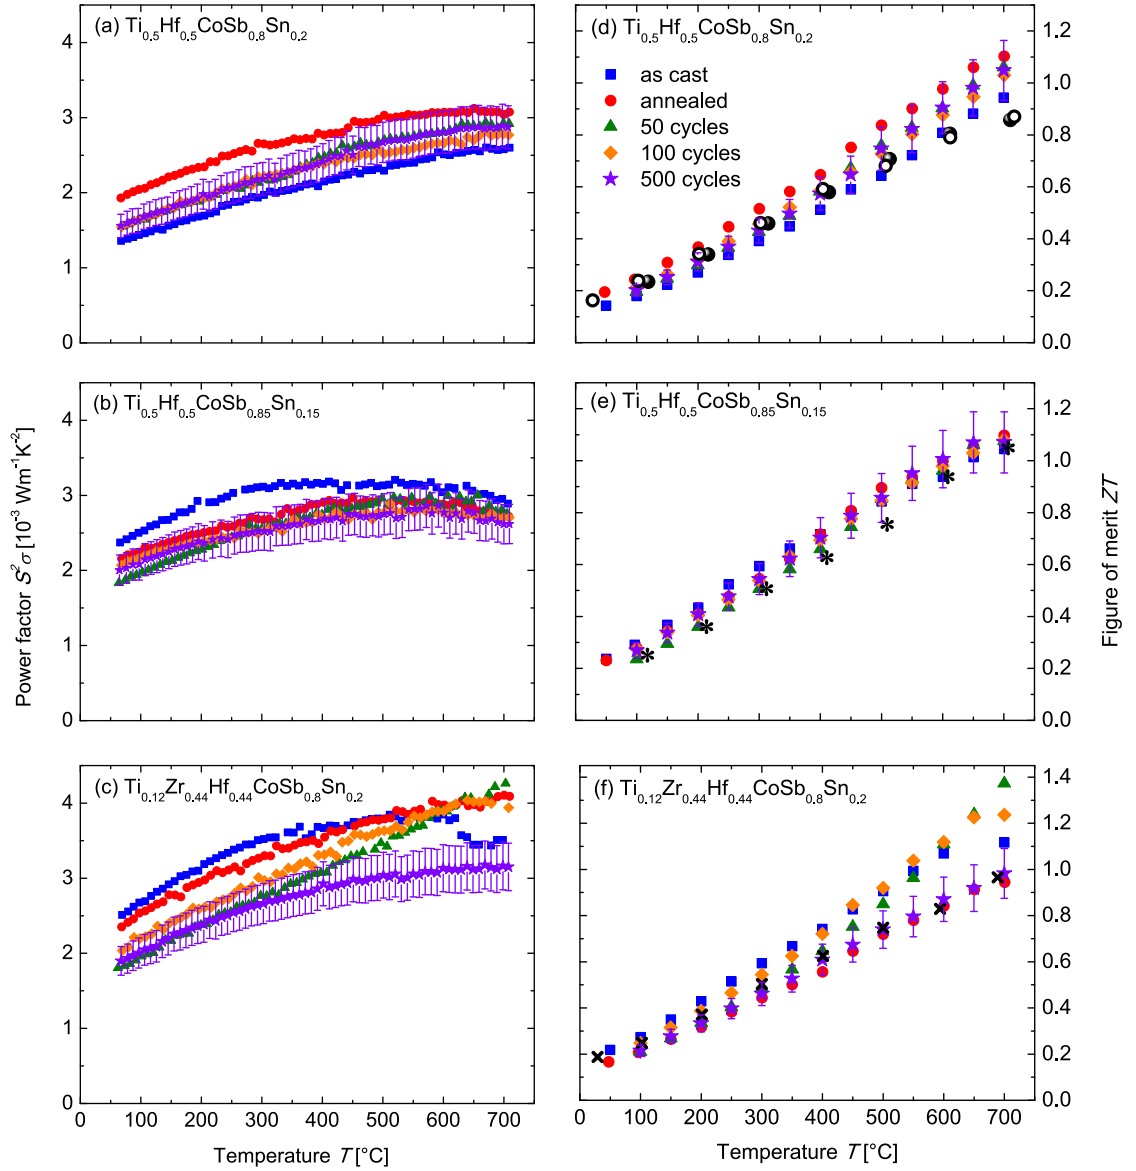 (a) Ti0.5Hf0.5CoSb0.8Sn0.2
4
3
2
1
0
(d) Ti0.5Hf0.5CoSb0.8Sn0.2
as cast
annealed
50 cycles
100 cycles
500 cycles
1.2
1.0
0.8
0.6
0.4
0.2
0.0
(b) Ti0.5Hf0.5CoSb0.85Sn0.15
4
3
2
1
0
Power factor S²σ [10⁻³ Wm⁻¹K⁻²]
(e) Ti0.5Hf0.5CoSb0.85Sn0.15
1.2
1.0
0.8
0.6
0.4
0.2
0.0
Figure of merit ZT
(c) Ti0.12Zr0.44Hf0.44CoSb0.8Sn0.2
4
3
2
1
0
0 100 200 300 400 500 600 700
Temperature T [°C]
(f) Ti0.12Zr0.44Hf0.44CoSb0.8Sn0.2
1.4
1.2
1.0
0.8
0.6
0.4
0.2
0.0
0 100 200 300 400 500 600 700
Temperature T [°C]